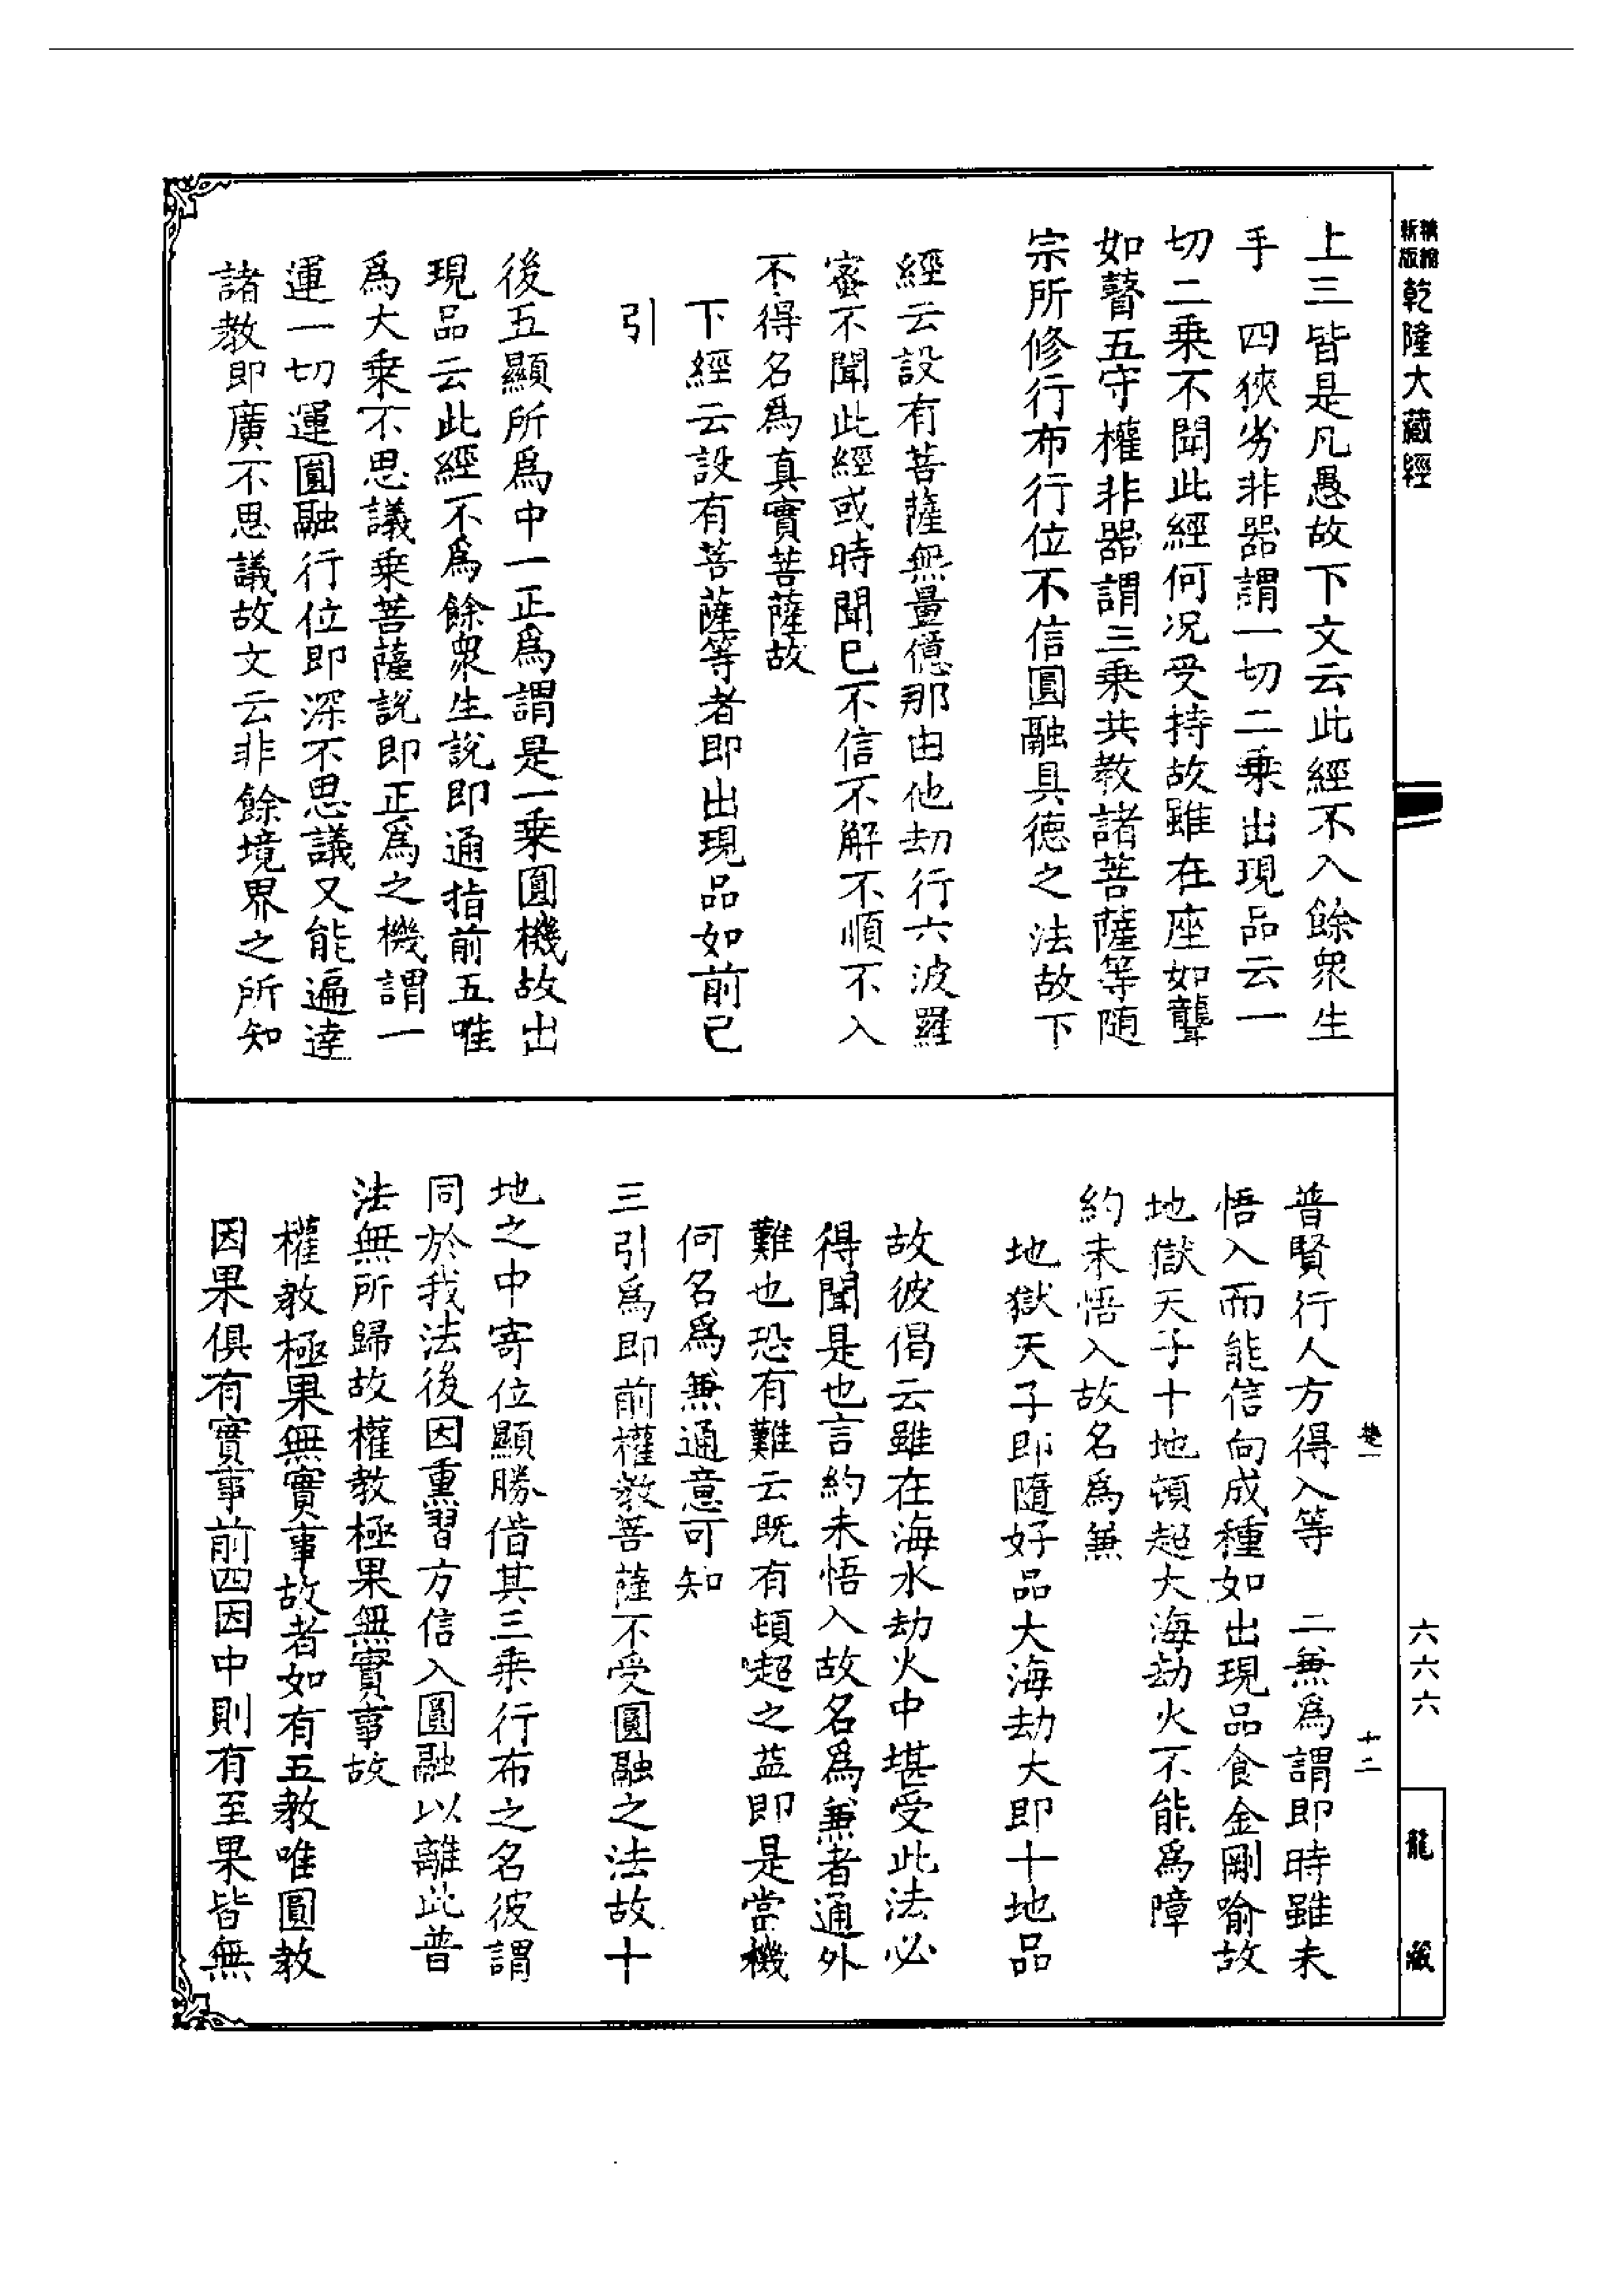 精縮新版乾隆大藏經
上三皆是凡愚故下文云此經不入餘眾生
手　四狹劣非器謂一切二乘出現品云一
切二乘不聞此經何况受持故雖在座如聾
如瞽五守權非器謂三乘共教諸菩薩等随
宗所修行布行位不信圓融具德之法故下
經云設有菩薩無量億那由他劫行六波羅
蜜不聞此經或時聞已不信不解不順不入
不得名爲真實菩薩故
下經云設有菩薩等者即出現品如前已
引
後五顯所爲中一正爲謂是一乘圓機故出
現品云此經不爲餘衆生說即通指前五唯
爲大乘不思議乘菩薩說即正爲之機謂一
運一切運圓融行位即深不思議又能遍達
諸教即廣不思議故文云非餘境界之所知
楚一　十二
普賢行人方得入等　二兼爲謂即時雖未
悟入而能信向成種如出現品食金剛喻故
地獄天子十地頓超大海劫火不能爲障
約未悟入故名爲兼
地獄天子即隨好品大海劫大即十地品
故彼偈云雖在海水劫火中堪受此法必
得聞是也言約未悟入故名爲兼者通外
難也恐有難云既有頓超之益即是當機
何名爲兼通意可知
三引爲即前權教菩薩不受圓融之法故十
地之中寄位顯勝借其三乘行布之名彼謂
同於我法後因熏習方信入圓融以離此普
法無所歸故權教極果無實事故
權教極果無實事故者如有五教唯圓教
因果俱有實事前四因中則有至果皆無
六六六
龍藏